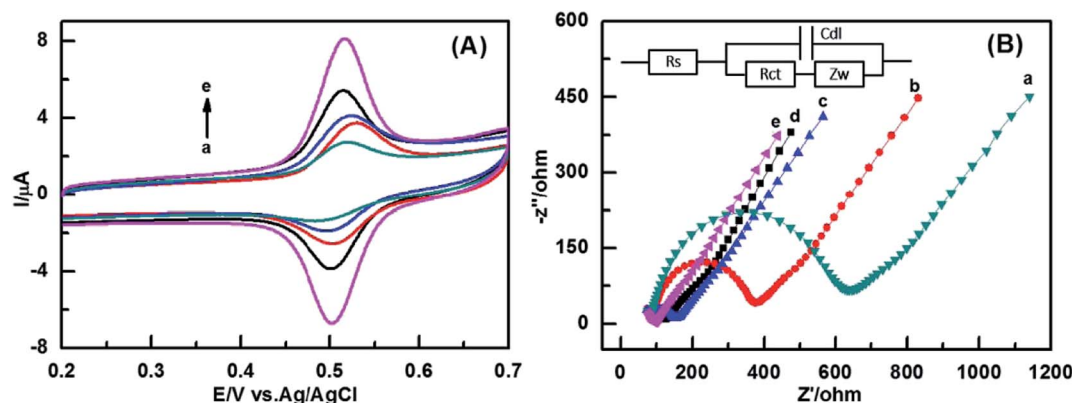 (A)
8
4
0
-4
-8
I/μA
e
a
0.2 0.3 0.4 0.5 0.6 0.7
E/V vs.Ag/AgCl
(B)
600
450
300
150
0
-z''/ohm
Cdl
Rs
Rct Zw
e d c b a
0 200 400 600 800 1000 1200
Z'/ohm